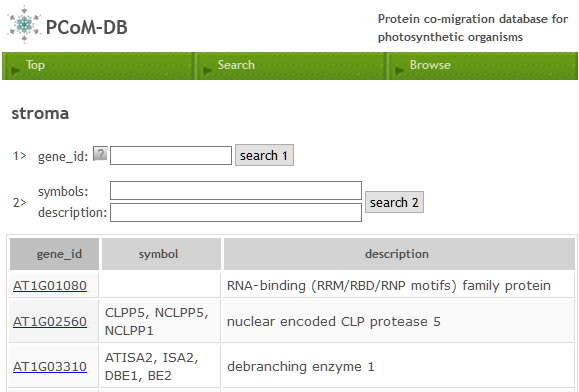 PCoM-DB
Protein co-migration database for
photosynthetic organisms
Top Search Browse
stroma
1> gene_id: ? search 1
symbols:
2> search 2
description:
gene_id symbol description
AT1G01080 RNA-binding (RRM/RBD/RNP motifs) family protein
AT1G02560 CLPP5, NCLPP5, NCLPP1 nuclear encoded CLP protease 5
AT1G03310 ATISA2, ISA2, DBE1, BE2 debranching enzyme 1